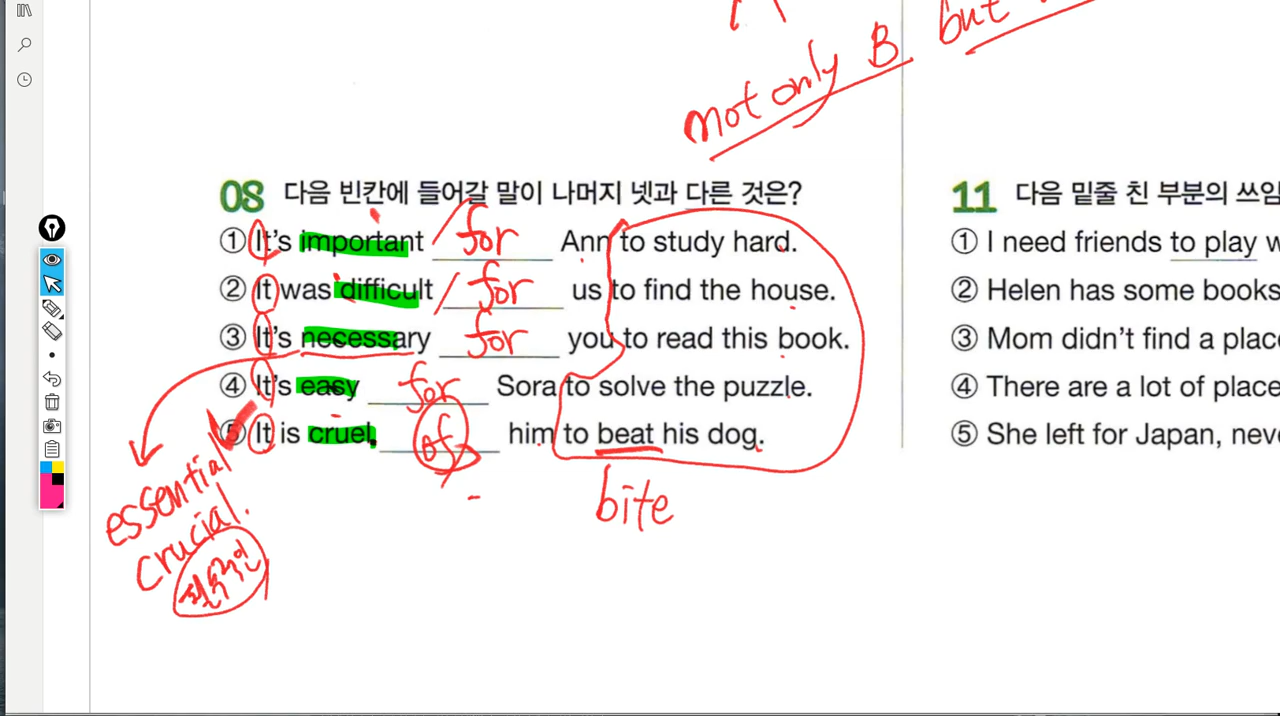 not only B but
08 다음 빈칸에 들어갈 말이 나머지 넷과 다른 것은?
① It's important for Ann to study hard.
② It was difficult for us to find the house.
③ It's necessary for you to read this book.
④ It's easy for Sora to solve the puzzle.
⑤ It is cruel of him to beat his dog.
bite
essential
crucial.
필수적인
11 다음 밑줄 친 부분의 쓰임
① I need friends to play w
② Helen has some books
③ Mom didn't find a plac
④ There are a lot of place
⑤ She left for Japan, nev